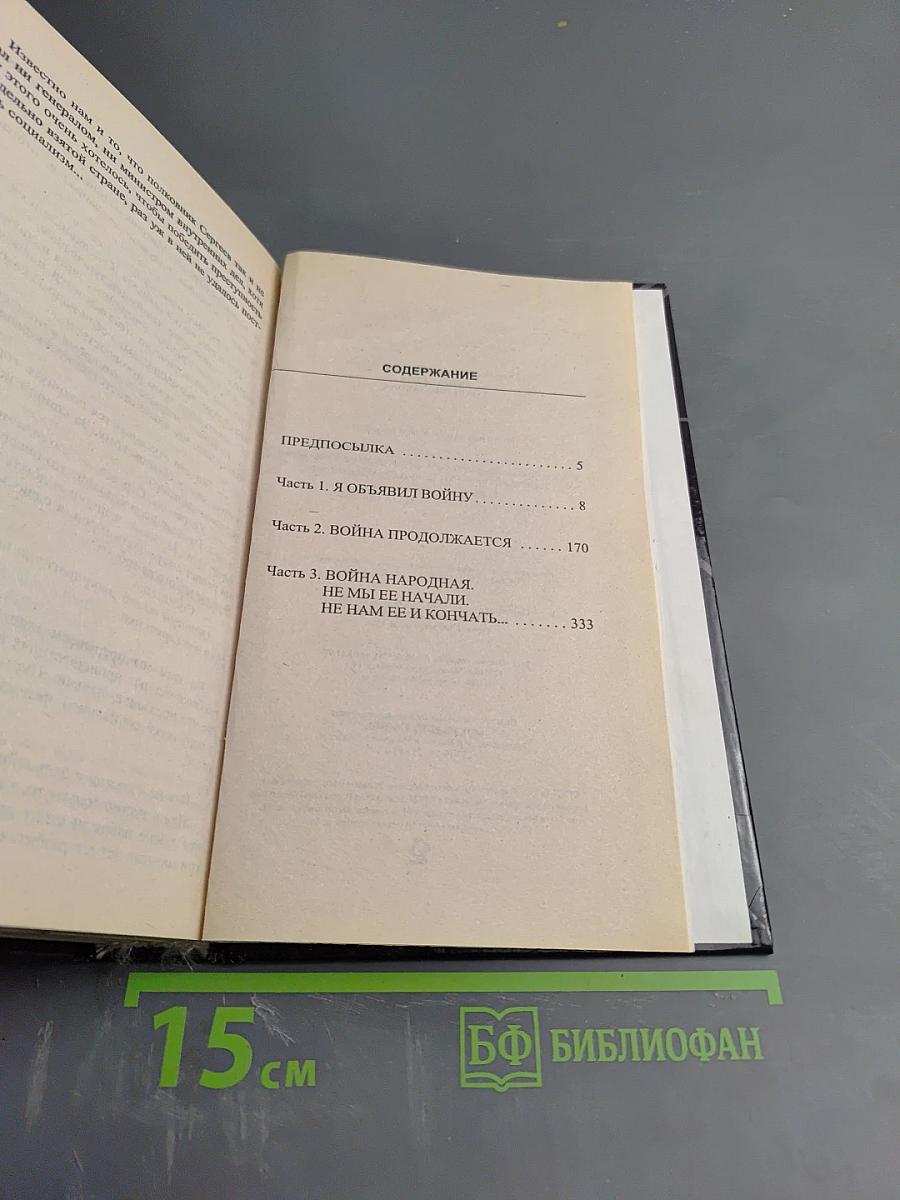 Известно нам и то, что полковник Сергеев так и не
ал ни генералом, ни министром внутренних дел, хотя
у этого очень хотелось, чтобы победить преступность
дельно взятой стране, раз уж в ней не удалось пост-
ь социализм...
СОДЕРЖАНИЕ
ПРЕДПОСЫЛКА ........................ 5
Часть 1. Я ОБЪЯВИЛ ВОЙНУ .............. 8
Часть 2. ВОЙНА ПРОДОЛЖАЕТСЯ ...... 170
Часть 3. ВОЙНА НАРОДНАЯ.
НЕ МЫ ЕЕ НАЧАЛИ.
НЕ НАМ ЕЕ И КОНЧАТЬ... ....... 333
15 см
БФ БИБЛИОФАН